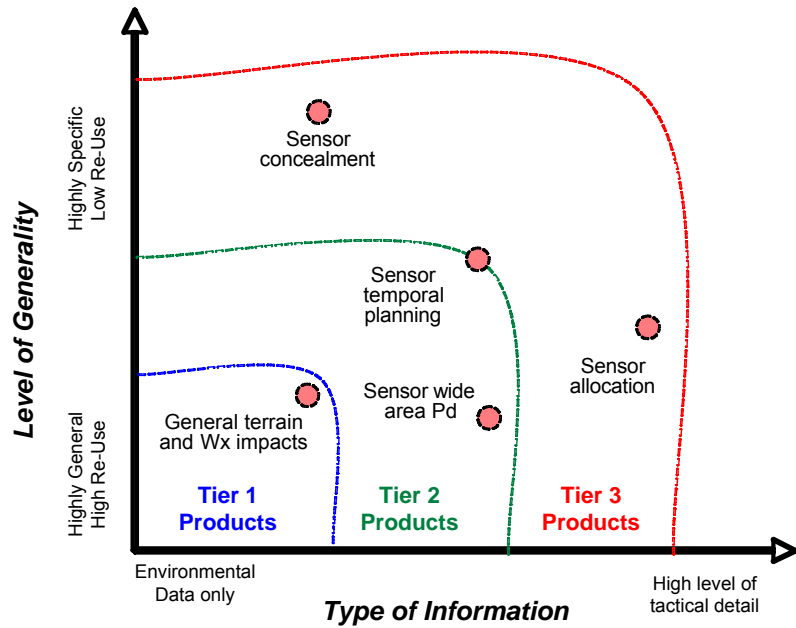 Level of Generality
Highly Specific
Low Re-Use
Highly General
High Re-Use
Sensor
concealment
Sensor
temporal
planning
Sensor
allocation
Sensor wide
area Pd
General terrain
and Wx impacts
Tier 1
Products
Tier 2
Products
Tier 3
Products
Environmental
Data only
High level of
tactical detail
Type of Information